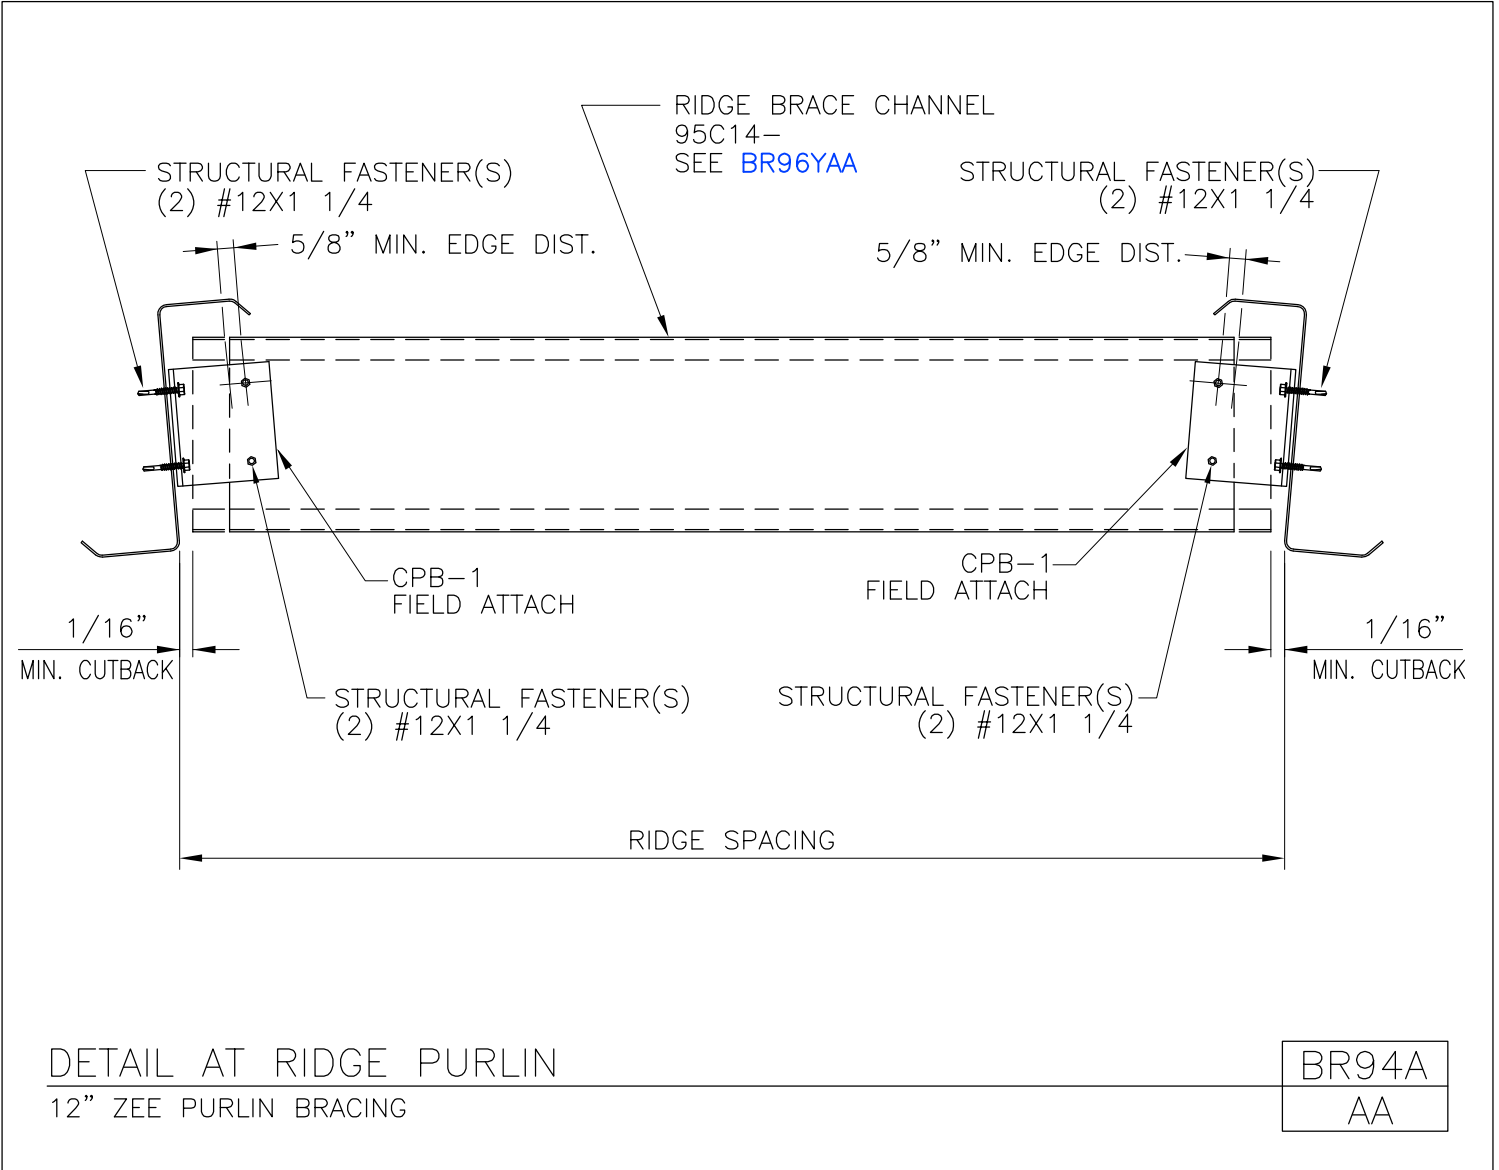 RIDGE BRACE CHANNEL
95C14-
SEE BR96YAA
STRUCTURAL FASTENER(S)
(2) #12X1 1/4
STRUCTURAL FASTENER(S)
(2) #12X1 1/4
5/8" MIN. EDGE DIST.
5/8" MIN. EDGE DIST.
CPB-1
FIELD ATTACH
CPB-1
FIELD ATTACH
1/16"
MIN. CUTBACK
1/16"
MIN. CUTBACK
STRUCTURAL FASTENER(S)
(2) #12X1 1/4
STRUCTURAL FASTENER(S)
(2) #12X1 1/4
RIDGE SPACING
DETAIL AT RIDGE PURLIN
12" ZEE PURLIN BRACING
BR94A
AA